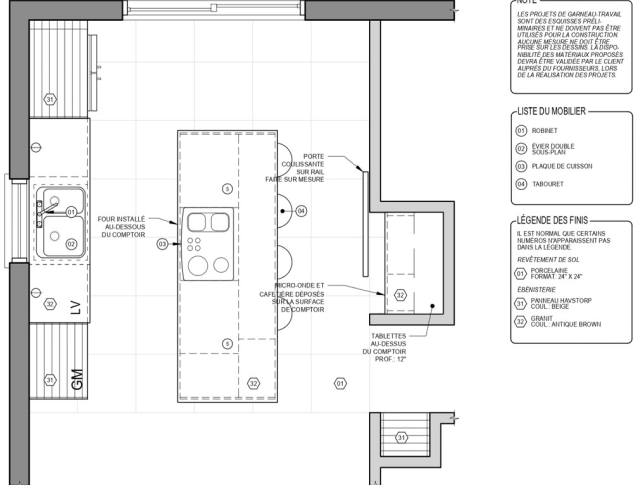 NOTE
LES PROJETS DE GARNEAU-TRAVAIL
SONT DES ESQUISSES PRÉLI-
MINAIRES ET NE DOIVENT PAS ÊTRE
UTILISÉS POUR LA CONSTRUCTION.
AUCUNE MESURE NE DOIT ÊTRE
PRISE SUR LES DESSINS. LA DISPO-
NIBILITÉ DES MATÉRIAUX PROPOSÉS
DEVRA ÊTRE VALIDÉE PAR LE CLIENT
AUPRÈS DU FOURNISSEURS, LORS
DE LA RÉALISATION DES PROJETS.
LISTE DU MOBILIER
01 ROBINET
02 ÉVIER DOUBLE
SOUS-PLAN
03 PLAQUE DE CUISSON
04 TABOURET
LÉGENDE DES FINIS
IL EST NORMAL QUE CERTAINS
NUMÉROS N'APPARAISSENT PAS
DANS LA LÉGENDE.
REVÊTEMENT DE SOL
01 PORCELAINE
FORMAT: 24" X 24"
ÉBÉNISTERIE
31 PANNEAU HAVSTORP
COUL.: BEIGE
32 GRANIT
COUL.: ANTIQUE BROWN
31
PORTE
COULISSANTE
SUR RAIL
FAITE SUR MESURE
5
01
04
FOUR INSTALLÉ
AU-DESSOUS
DU COMPTOIR
03
02
MICRO-ONDE ET
CAFETIÈRE DÉPOSÉS
SUR LA SURFACE
DE COMPTOIR
32
32
LV
TABLETTES
AU-DESSUS
DU COMPTOIR
PROF.: 12"
5
31
GM
32
01
31